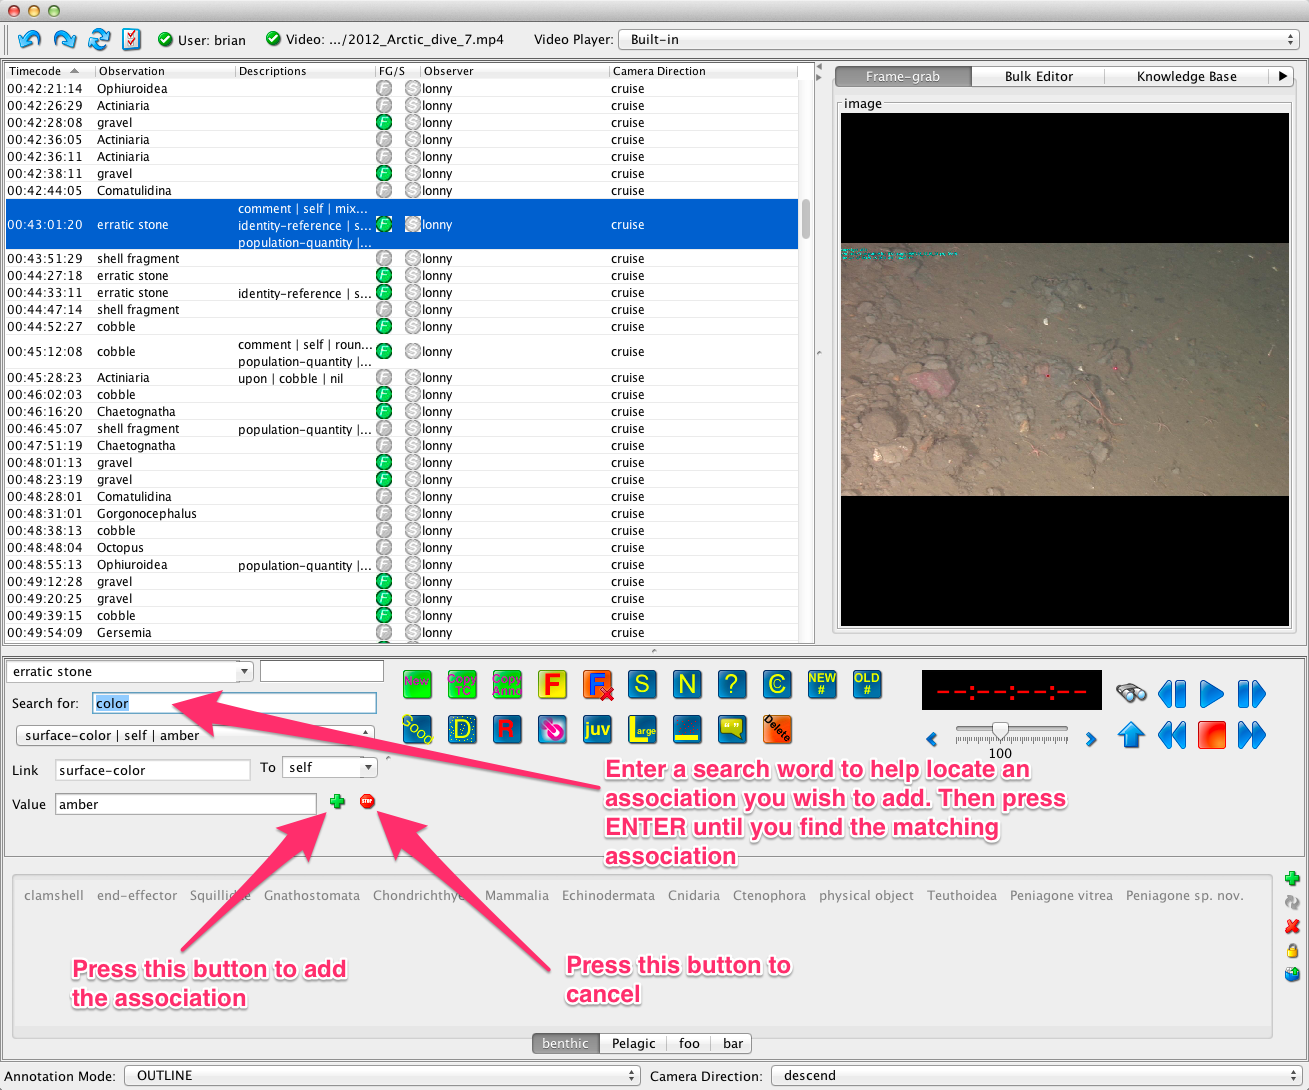 User: brian
Video: .../2012_Arctic_dive_7.mp4
Video Player:
Built-in
Timecode Observation Descriptions FG/S Observer Camera Direction
00:42:21:14 Ophiuroidea F S lonny cruise
00:42:26:29 Actiniaria F S lonny cruise
00:42:28:08 gravel F S lonny cruise
00:42:36:05 Actiniaria F S lonny cruise
00:42:36:11 Actiniaria F S lonny cruise
00:42:38:11 gravel F S lonny cruise
00:42:44:05 Comatulidina F S lonny cruise
comment | self | mix...
00:43:01:20 erratic stone identity-reference | s... F S lonny cruise
population-quantity |...
00:43:51:29 shell fragment F S lonny cruise
00:44:27:18 erratic stone F S lonny cruise
00:44:33:11 erratic stone identity-reference | s... F S lonny cruise
00:44:47:14 shell fragment F S lonny cruise
00:44:52:27 cobble F S lonny cruise
comment | self | roun...
00:45:12:08 cobble F S lonny cruise
population-quantity |...
00:45:28:23 Actiniaria upon | cobble | nil F S lonny cruise
00:46:02:03 cobble F S lonny cruise
00:46:16:20 Chaetognatha F S lonny cruise
00:46:45:07 shell fragment population-quantity |... F S lonny cruise
00:47:51:19 Chaetognatha F S lonny cruise
00:48:01:13 gravel F S lonny cruise
00:48:23:19 gravel F S lonny cruise
00:48:28:01 Comatulidina F S lonny cruise
00:48:31:01 Gorgonocephalus F S lonny cruise
00:48:38:13 cobble F S lonny cruise
00:48:48:04 Octopus F S lonny cruise
00:48:55:13 Ophiuroidea population-quantity |... F S lonny cruise
00:49:12:28 gravel F S lonny cruise
00:49:20:25 gravel F S lonny cruise
00:49:39:15 cobble F S lonny cruise
00:49:54:09 Gersemia F S lonny cruise
Frame-grab Bulk Editor Knowledge Base
image
erratic stone
Search for: color
surface-color | self | amber
Link surface-color To self
Value amber
STOP
New Copy TC Copy Anno F F S N ? C NEW # OLD #
Good D R juv Large Delete
--:--:--:--
100
Enter a search word to help locate an
association you wish to add. Then press
ENTER until you find the matching
association
clamshell end-effector Squillidae Gnathostomata Chondrichthye Mammalia Echinodermata Cnidaria Ctenophora physical object Teuthoidea Peniagone vitrea Peniagone sp. nov.
Press this button to add
the association
Press this button to
cancel
benthic Pelagic foo bar
Annotation Mode: OUTLINE
Camera Direction: descend